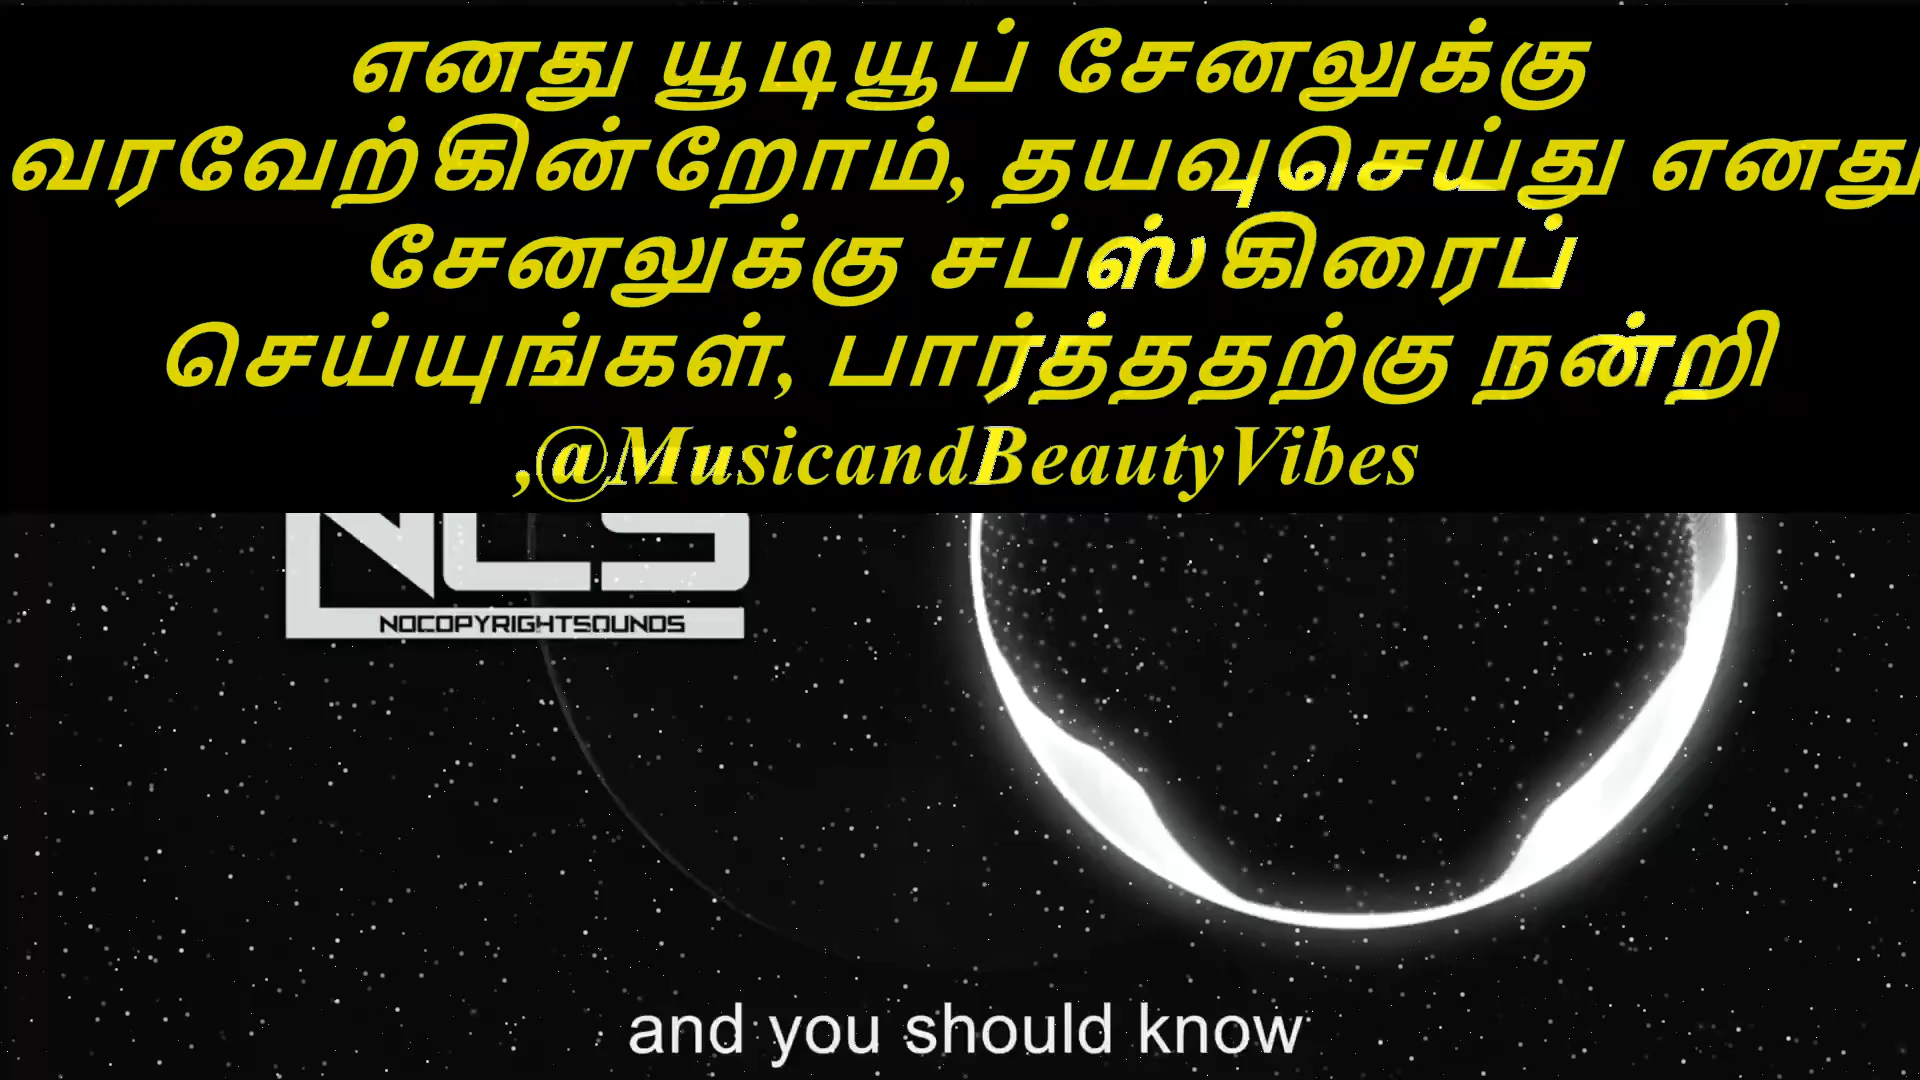 எனது யூடியூப் சேனலுக்கு
வரவேற்கின்றோம், தயவுசெய்து எனது
சேனலுக்கு சப்ஸ்கிரைப்
செய்யுங்கள், பார்த்ததற்கு நன்றி
,@MusicandBeautyVibes
NCS
NOCOPYRIGHTSOUNDS
and you should know